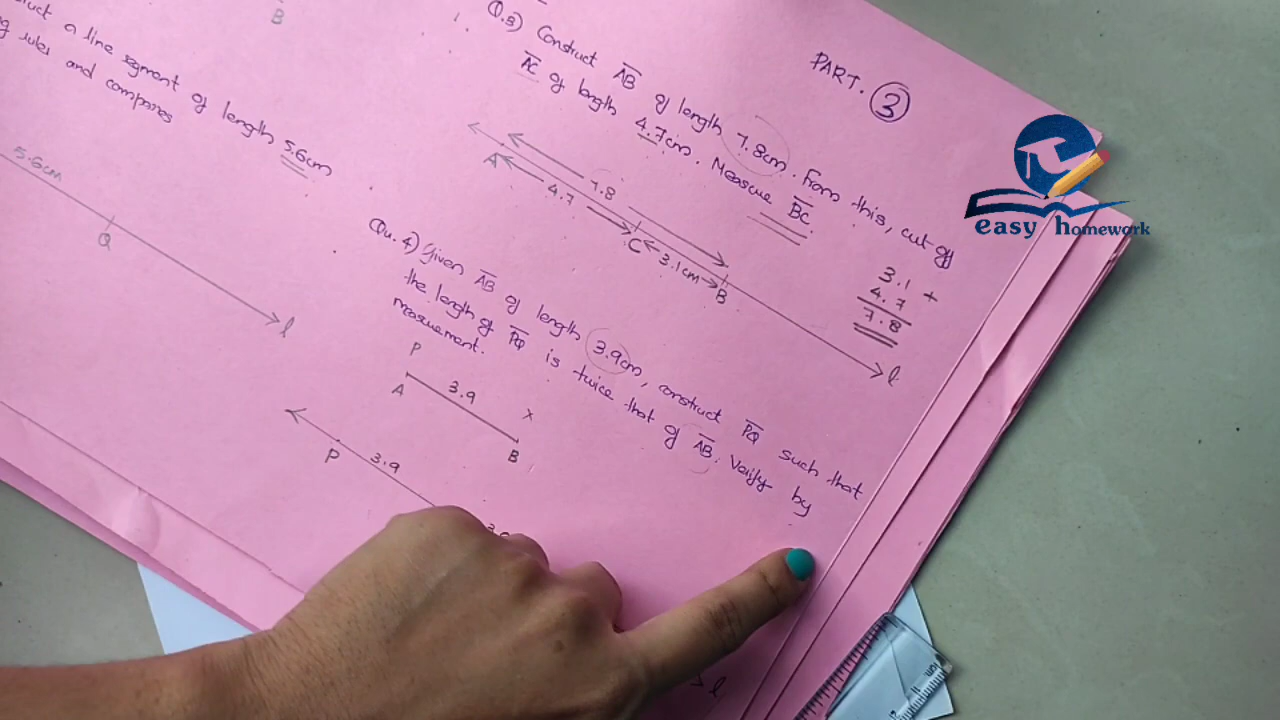 B
uct a line segment of length 5.6cm
g ruler and compases
5.6cm
Q
l
PART. 3
Q.3) Construct AB of length 7.8cm. From this, cut off
AC of length 4.7cm. Measure BC.
7.8
A
4.7
C
3.1cm
B
l
3.1 +
4.7
7.8
Qu. 4) Given AB of length 3.9cm, construct PQ such that
the length of PQ is twice that of AB. Verify by
measurement.
P
A
3.9
X
B
P
3.9
l
easy homework